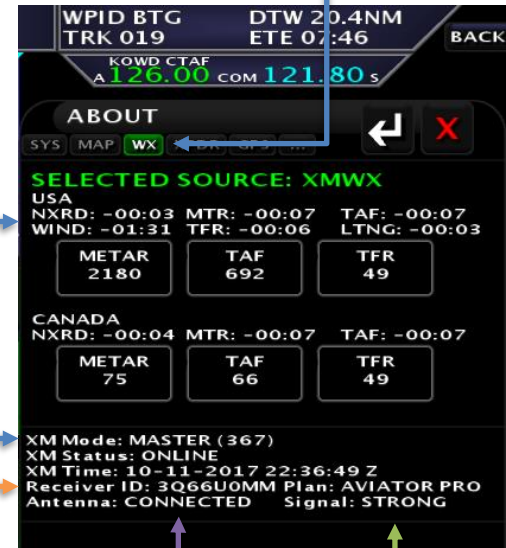 WPID BTG DTW 20.4NM
TRK 019 ETE 07:46 BACK
KOWD CTAF
A 126.00 COM 121.80 S
ABOUT X
SYS MAP WX GPS ...
SELECTED SOURCE: XMWX
USA
NXRD: -00:03 MTR: -00:07 TAF: -00:07
WIND: -01:31 TFR: -00:06 LTNG: -00:03
METAR TAF TFR
2180 692 49
CANADA
NXRD: -00:04 MTR: -00:07 TAF: -00:07
METAR TAF TFR
75 66 49
XM Mode: MASTER (367)
XM Status: ONLINE
XM Time: 10-11-2017 22:36:49 Z
Receiver ID: 3Q66U0MM Plan: AVIATOR PRO
Antenna: CONNECTED Signal: STRONG